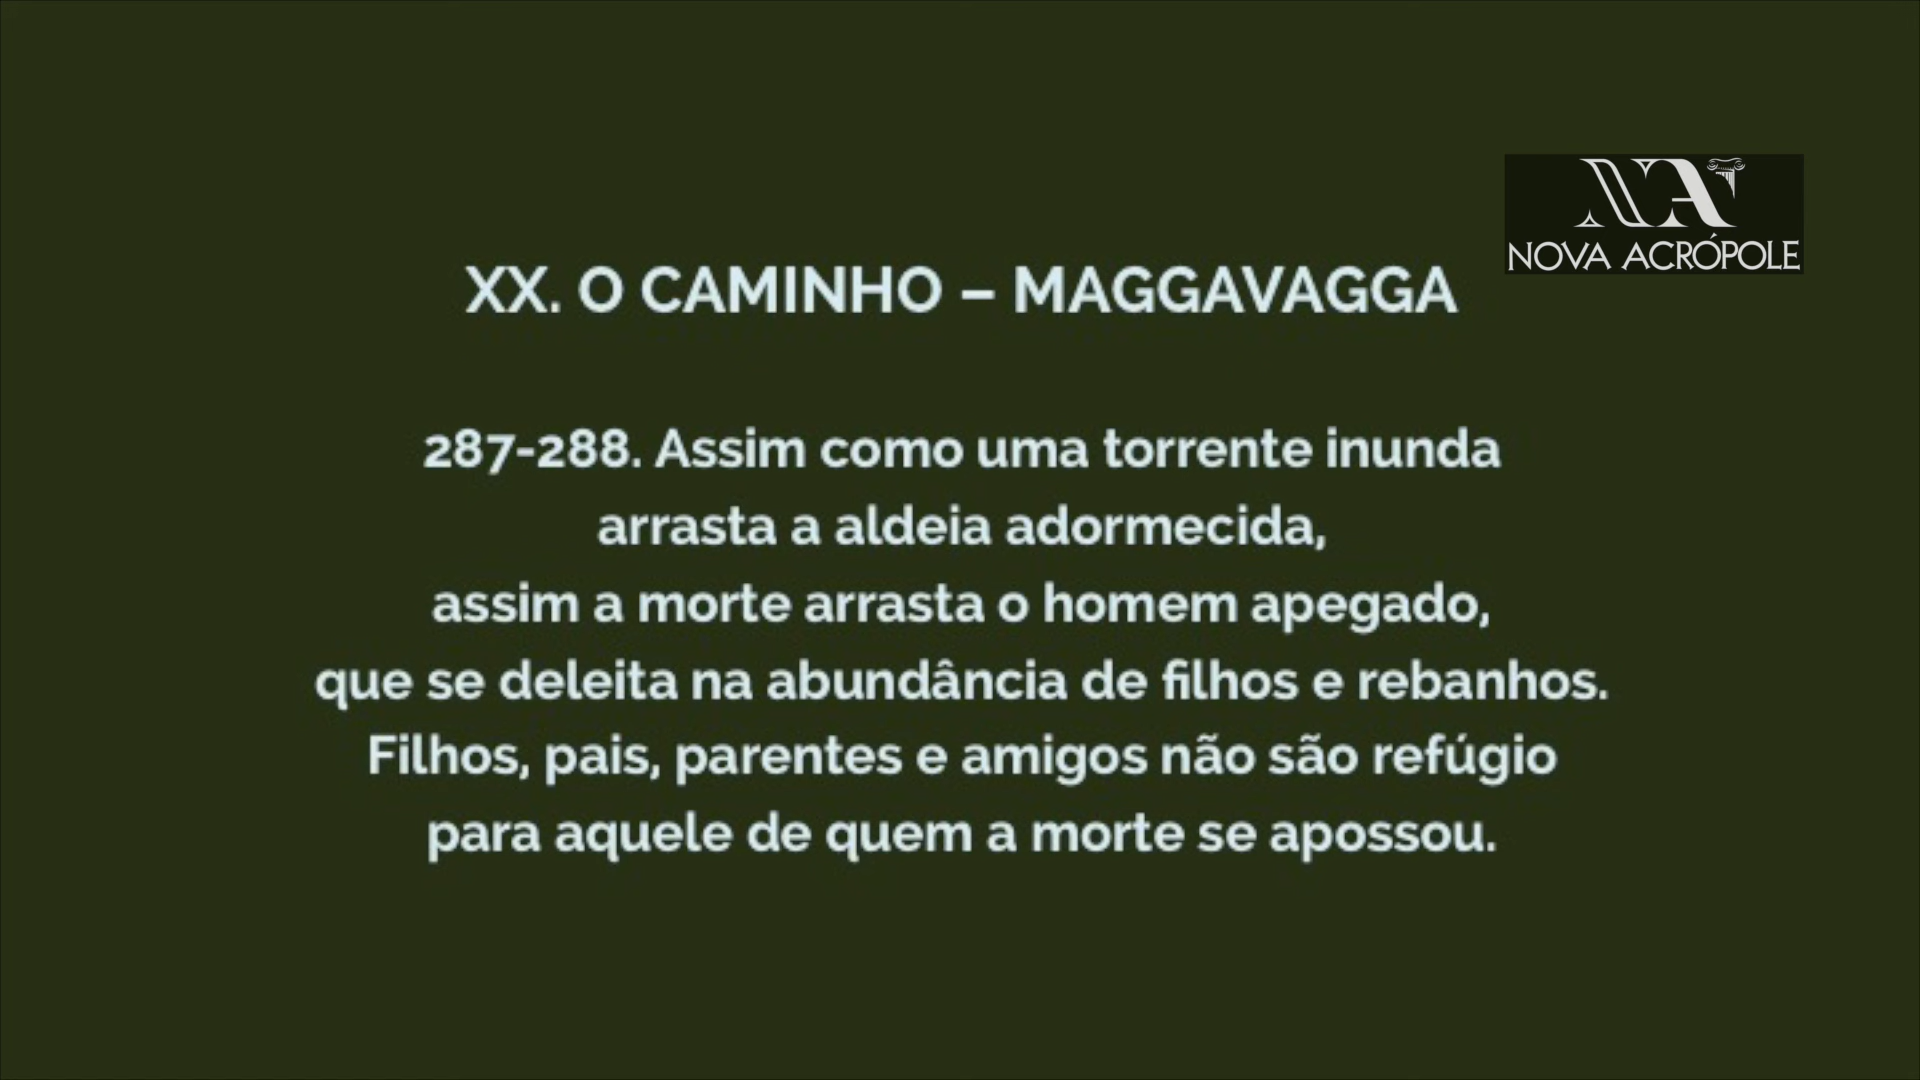 NOVA ACRÓPOLE
XX. O CAMINHO – MAGGAVAGGA
287-288. Assim como uma torrente inunda
arrasta a aldeia adormecida,
assim a morte arrasta o homem apegado,
que se deleita na abundância de filhos e rebanhos.
Filhos, pais, parentes e amigos não são refúgio
para aquele de quem a morte se apossou.